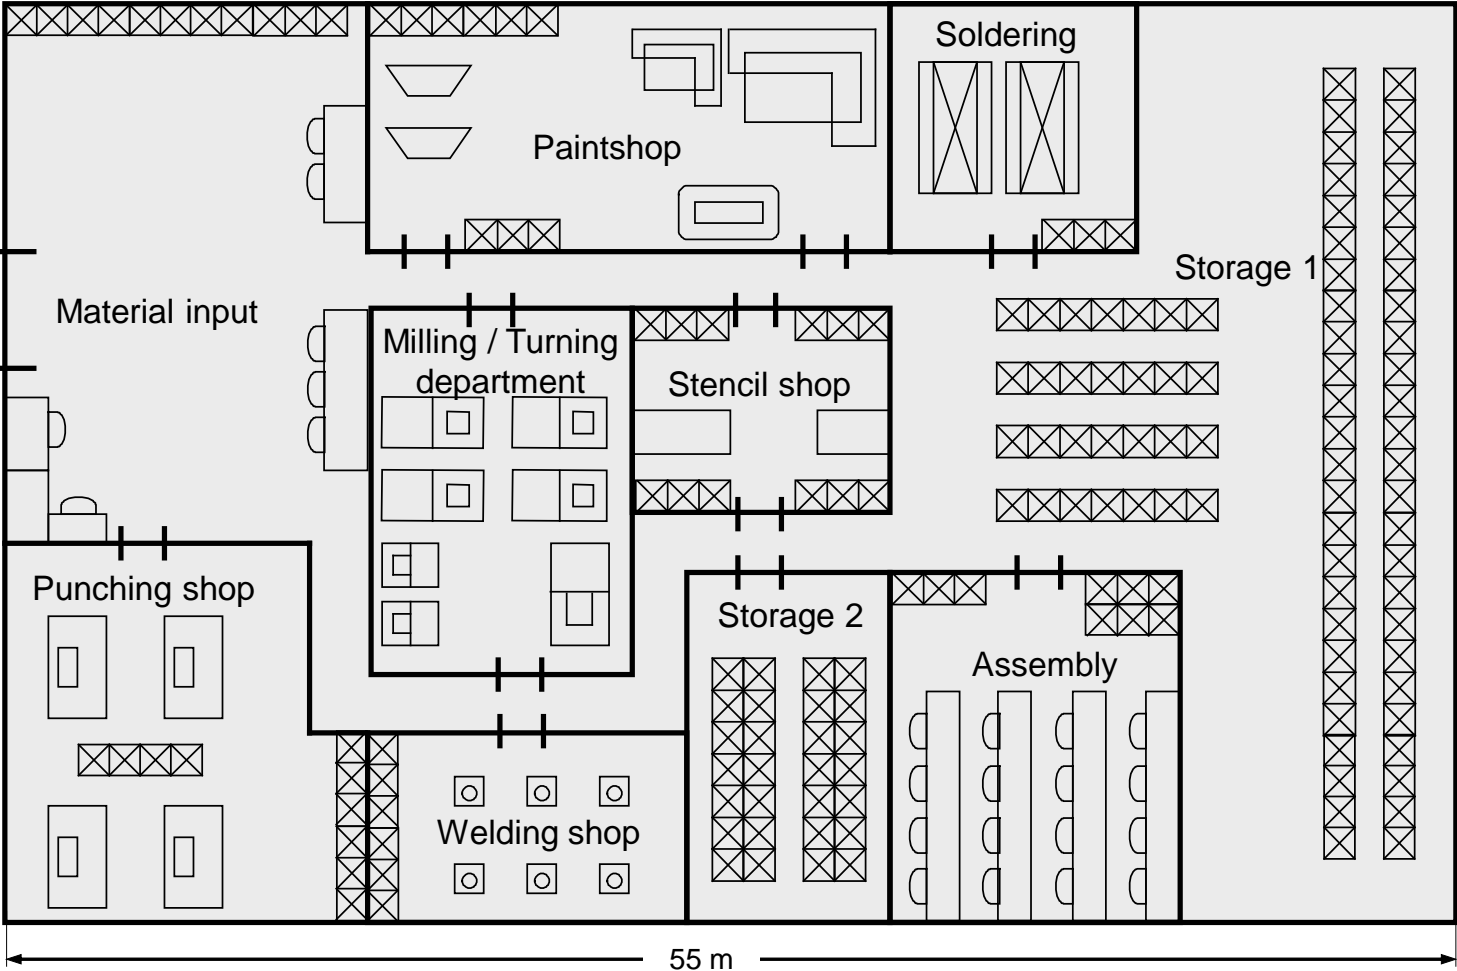 Soldering
Paintshop
Storage 1
Material input
Milling / Turning
department
Stencil shop
Punching shop
Storage 2
Assembly
Welding shop
55 m